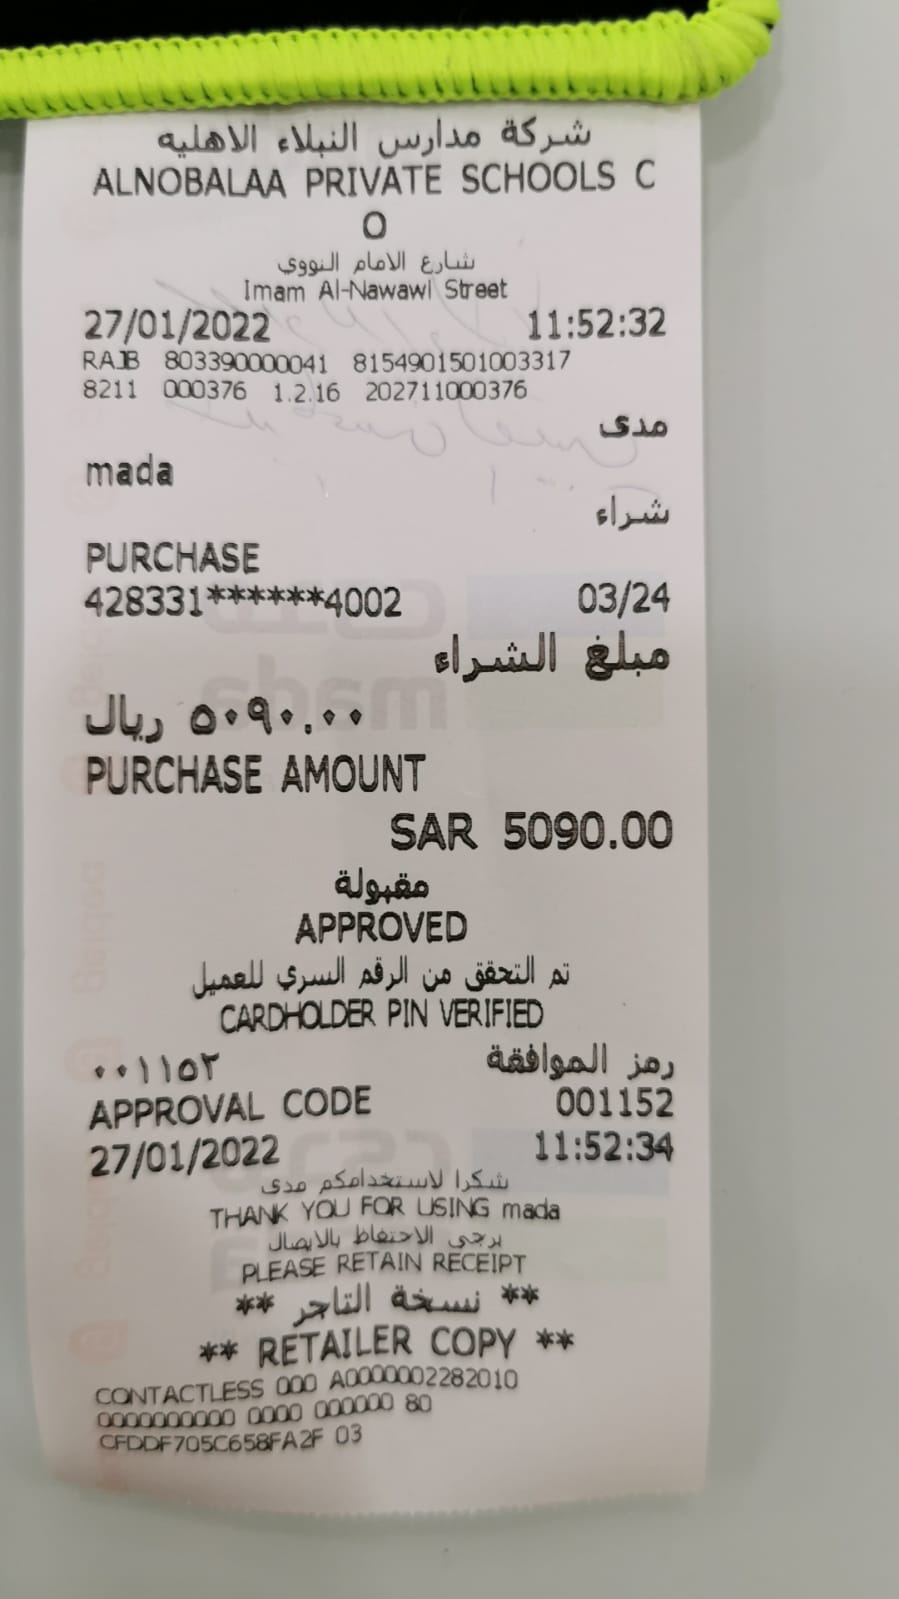 شركة مدارس النبلاء الاهليه
ALNOBALAA PRIVATE SCHOOLS C
O
شارع الامام النووي
Imam Al-Nawawi Street
27/01/2022 11:52:32
RAJB 803390000041 8154901501003317
8211 000376 1.2.16 202711000376
مدى
mada
شراء
PURCHASE
428331******4002 03/24
مبلغ الشراء
٥٠٩٠.٠٠ ريال
PURCHASE AMOUNT
SAR 5090.00
مقبولة
APPROVED
تم التحقق من الرقم السري للعميل
CARDHOLDER PIN VERIFIED
رمز الموافقة ٠٠١١٥٢
APPROVAL CODE 001152
27/01/2022 11:52:34
شكرا لاستخدامكم مدى
THANK YOU FOR USING mada
يرجى الاحتفاظ بالايصال
PLEASE RETAIN RECEIPT
** نسخة التاجر **
** RETAILER COPY **
CONTACTLESS 000 A0000002282010
0000000000 0000 000000 80
CFDDF705C658FA2F 03